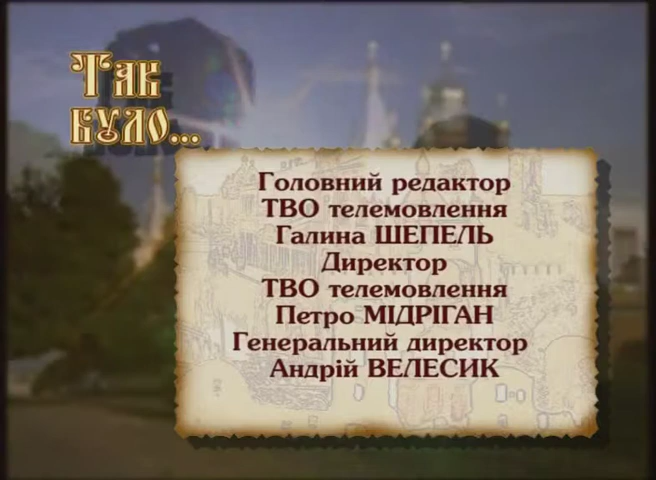 Так
було...
Головний редактор
ТВО телемовлення
Галина ШЕПЕЛЬ
Директор
ТВО телемовлення
Петро МІДРІГАН
Генеральний директор
Андрій ВЕЛЕСИК